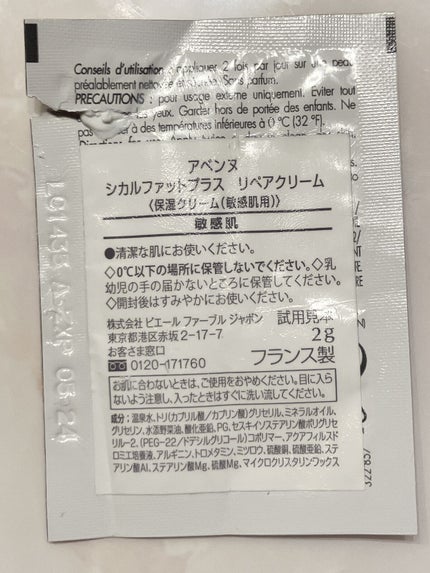 Conseils d'utilisation : appliquer 2 fois par jour sur une peau
préalablement nettoyée et Sans parfum.
PRÉCAUTIONS : pour usage externe uniquement. Eviter tout
les yeux. Garder hors de portée des enfants. Ne
pas à des températures inférieures à 0 °C (32 °F).
アベンヌ
シカルファットプラス リペアクリーム
〈保湿クリーム(敏感肌用)〉
敏感肌
●清潔な肌にお使いください。
◇0℃以下の場所に保管しないでください。◇乳
幼児の手の届かないところに保管してください。
◇開封後はすみやかにお使いください。
株式会社 ピエール ファーブル ジャポン 試用見本
東京都港区赤坂2-17-7 2g
お客さま窓口 フランス製
0120-171760
お肌に合わないときは、ご使用をおやめください。目に入ら
ないよう注意し、入ったときはすぐに洗い流してください。
成分:温泉水、トリ(カプリル酸/カプリン酸)グリセリル、ミネラルオイル、
グリセリン、水添野菜油、酸化亜鉛、PG、セスキイソステアリン酸ポリグリセ
リル-2、(PEG-22/ドデシルグリコール)コポリマー、アクアフィルスド
ロミエ培養液、アルギニン、トロメタミン、ミツロウ、硫酸銅、硫酸亜鉛、ステ
アリン酸Al、ステアリン酸Mg、硫酸Mg、マイクロクリスタリンワックス
EXP 05.24